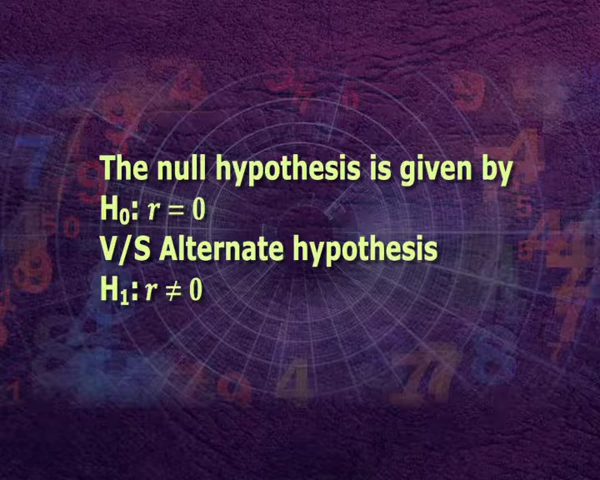 The null hypothesis is given by
H₀: r = 0
V/S Alternate hypothesis
H₁: r ≠ 0